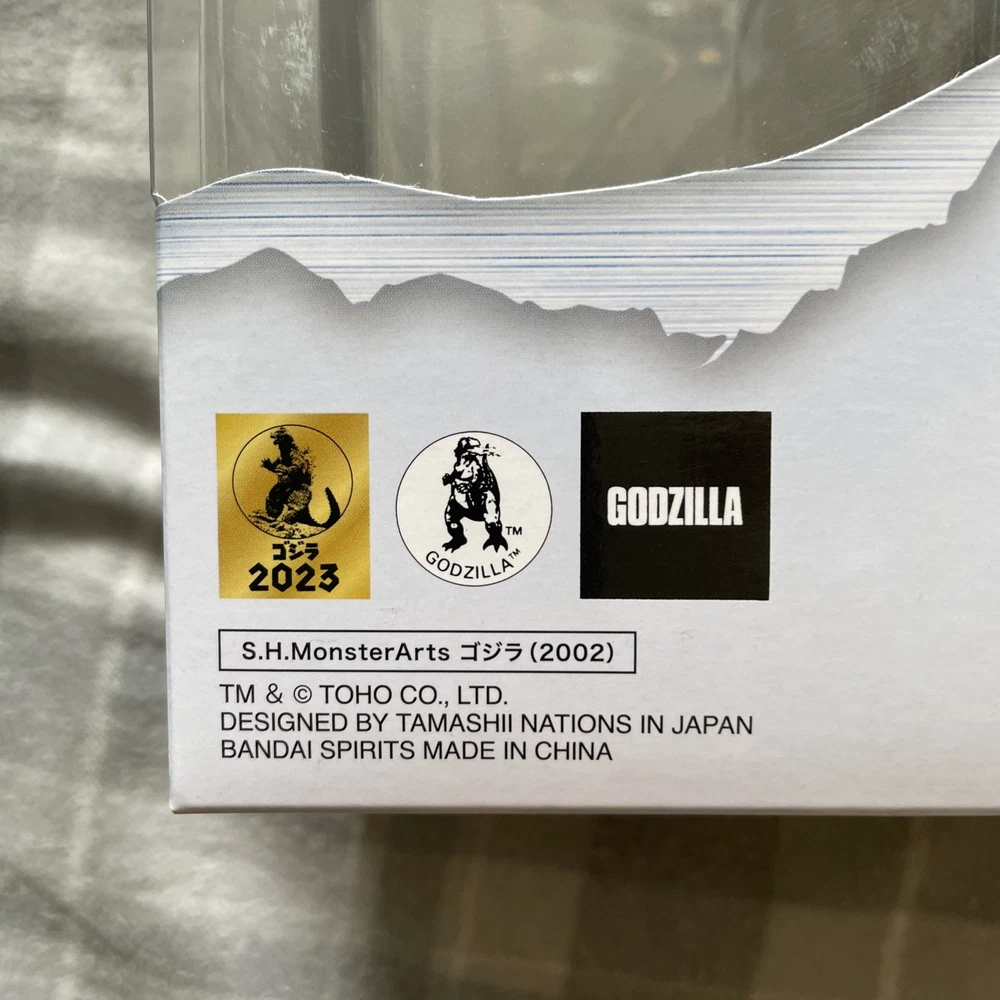 ゴジラ
2023
TM
GODZILLA™
GODZILLA
S.H.MonsterArts ゴジラ(2002)
TM & © TOHO CO., LTD.
DESIGNED BY TAMASHII NATIONS IN JAPAN
BANDAI SPIRITS MADE IN CHINA